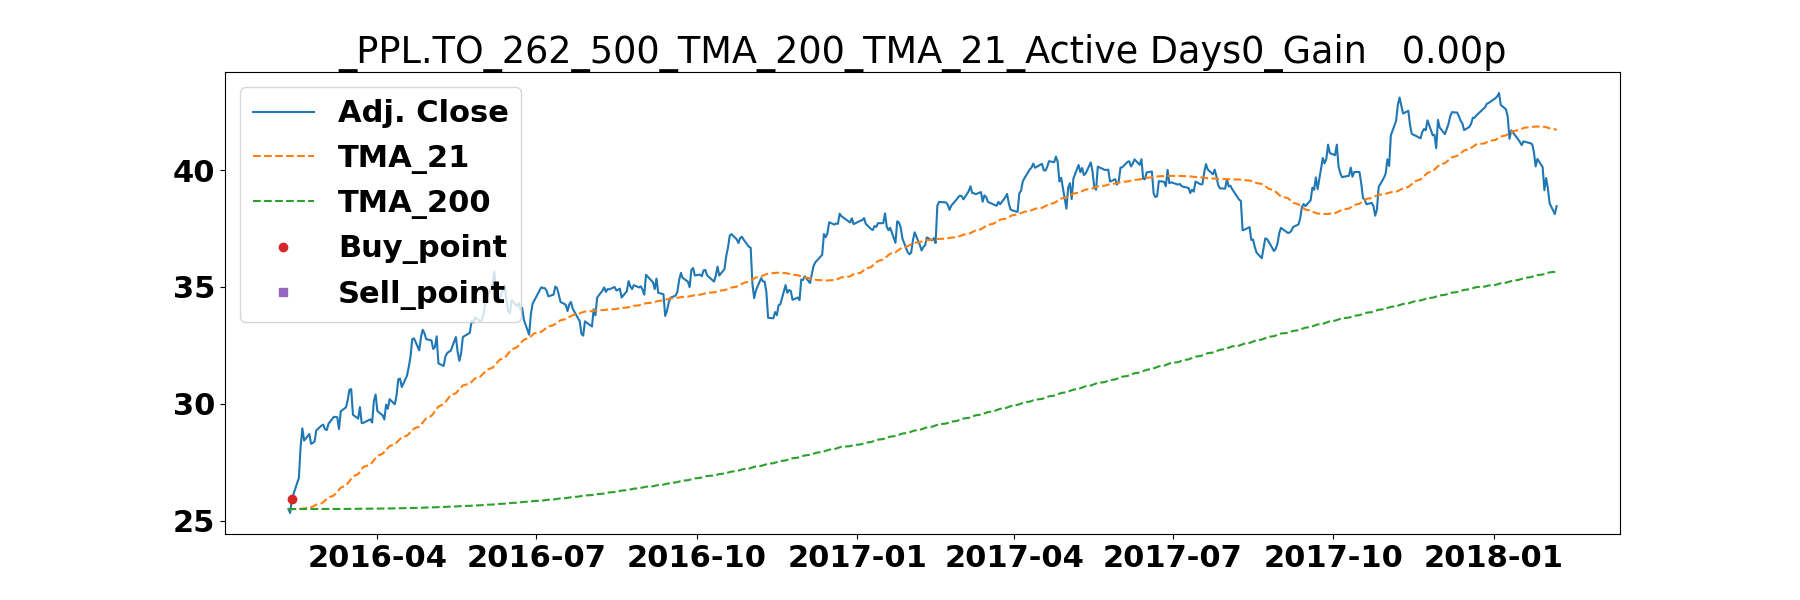 _PPL.TO_262_500_TMA_200_TMA_21_Active Days0_Gain   0.00p
Adj. Close
TMA_21
TMA_200
Buy_point
Sell_point
40
35
30
25
2016-04 2016-07 2016-10 2017-01 2017-04 2017-07 2017-10 2018-01